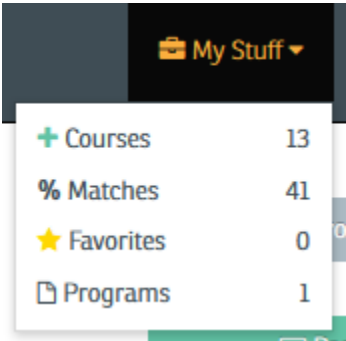 My Stuff
Courses 13
% Matches 41
Favorites 0
Programs 1